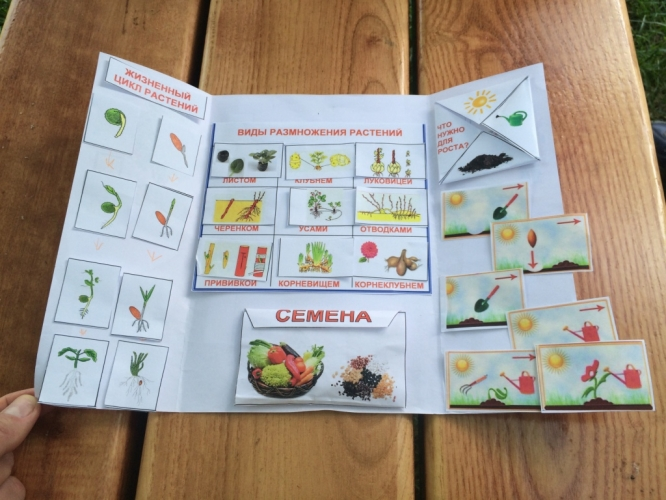 ЖИЗНЕННЫЙ
ЦИКЛ РАСТЕНИЙ
ВИДЫ РАЗМНОЖЕНИЯ РАСТЕНИЙ
ЛИСТОМ
КЛУБНЕМ
ЛУКОВИЦЕЙ
ЧЕРЕНКОМ
УСАМИ
ОТВОДКАМИ
ПРИВИВКОЙ
КОРНЕВИЩЕМ
КОРНЕКЛУБНЕМ
СЕМЕНА
ЧТО
НУЖНО
ДЛЯ
РОСТА?